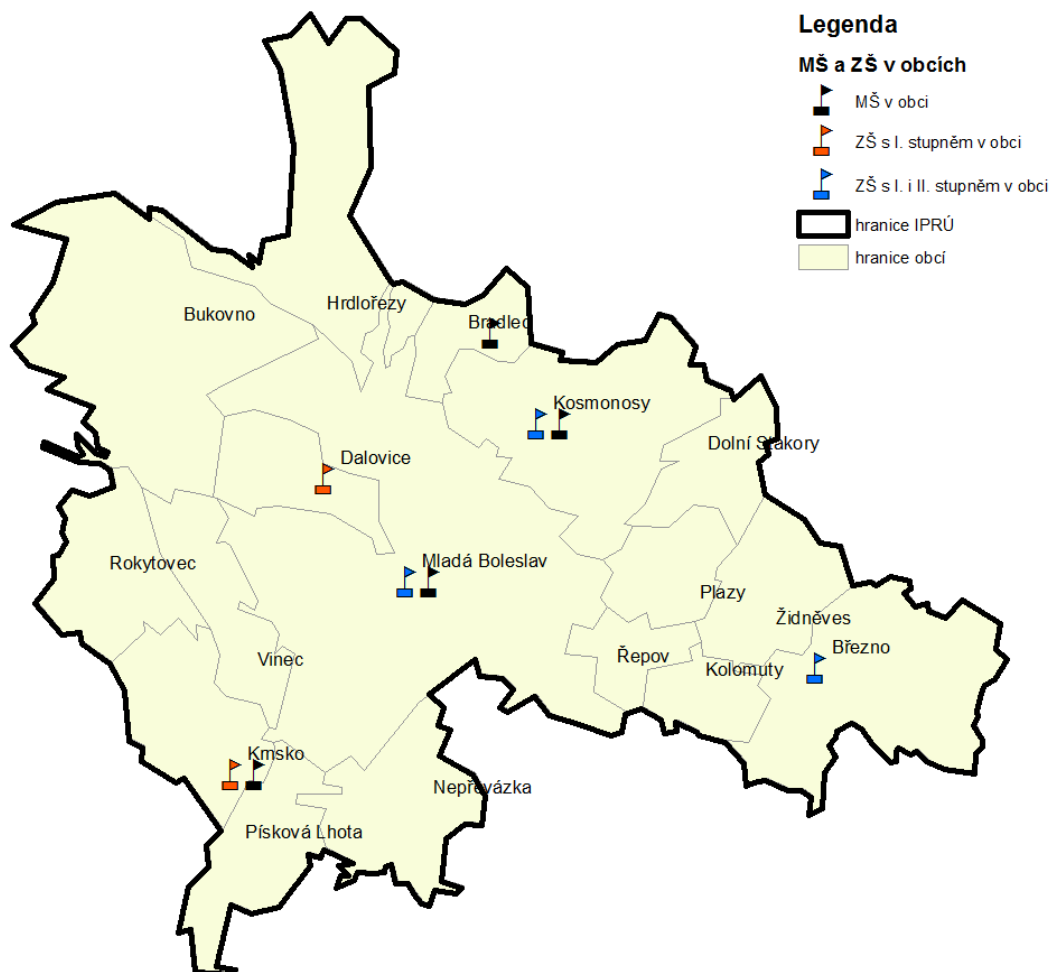 Legenda
MŠ a ZŠ v obcích
MŠ v obci
ZŠ s I. stupněm v obci
ZŠ s I. i II. stupněm v obci
hranice IPRÚ
hranice obcí
Hrdlořezy
Bukovno
Bradlec
Kosmonosy
Dolní Stakory
Dalovice
Mladá Boleslav
Rokytovec
Plazy
Židněves
Březno
Řepov
Kolomuty
Vinec
Krnsko
Nepřevázka
Písková Lhota